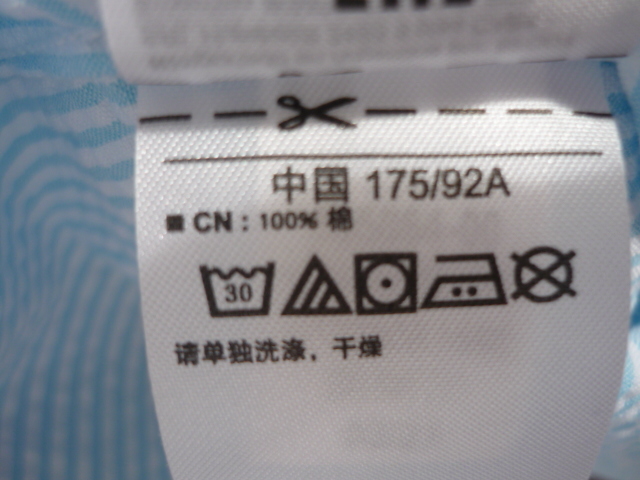 中国 175/92A
■ CN : 100% 棉
30
请单独洗涤, 干燥